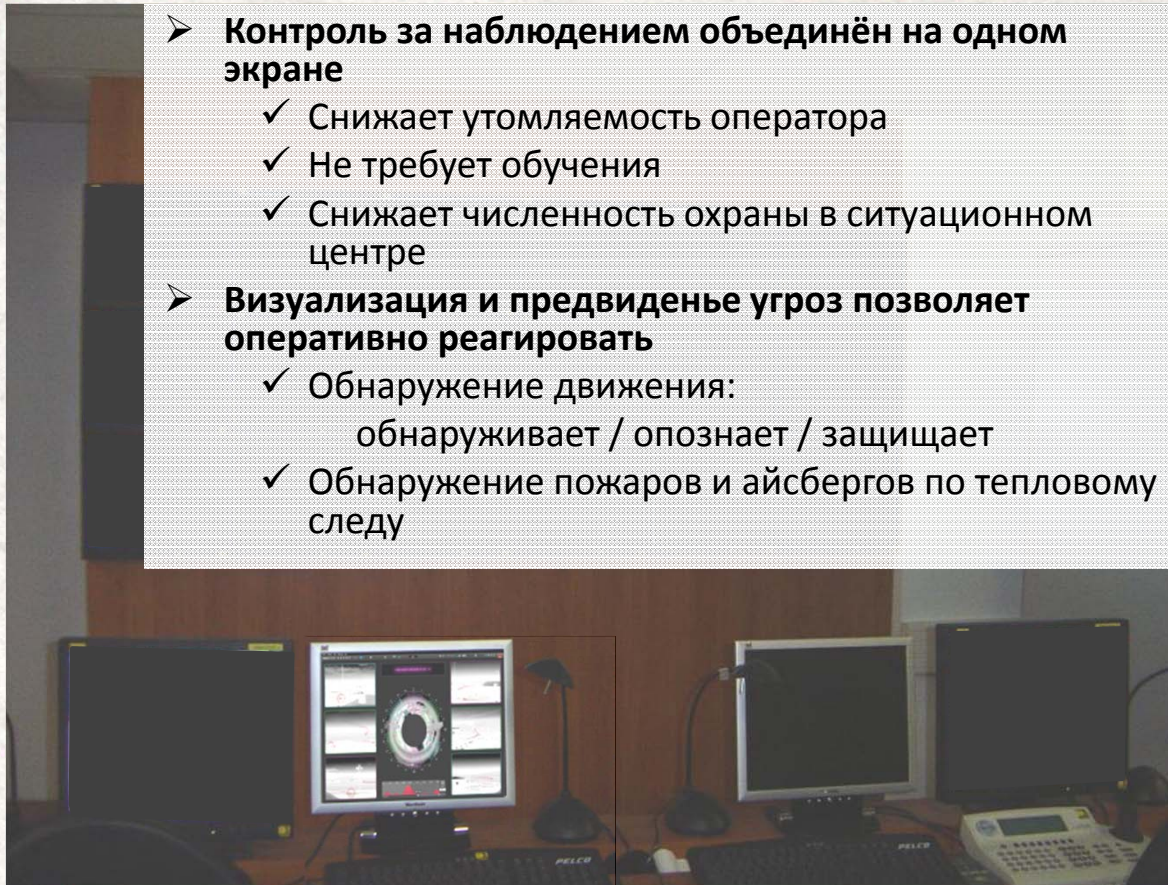 ➢ Контроль за наблюдением объединён на одном
экране
✓ Снижает утомляемость оператора
✓ Не требует обучения
✓ Снижает численность охраны в ситуационном
центре
➢ Визуализация и предвиденье угроз позволяет
оперативно реагировать
✓ Обнаружение движения:
обнаруживает / опознает / защищает
✓ Обнаружение пожаров и айсбергов по тепловому
следу
PELCO
PELCO